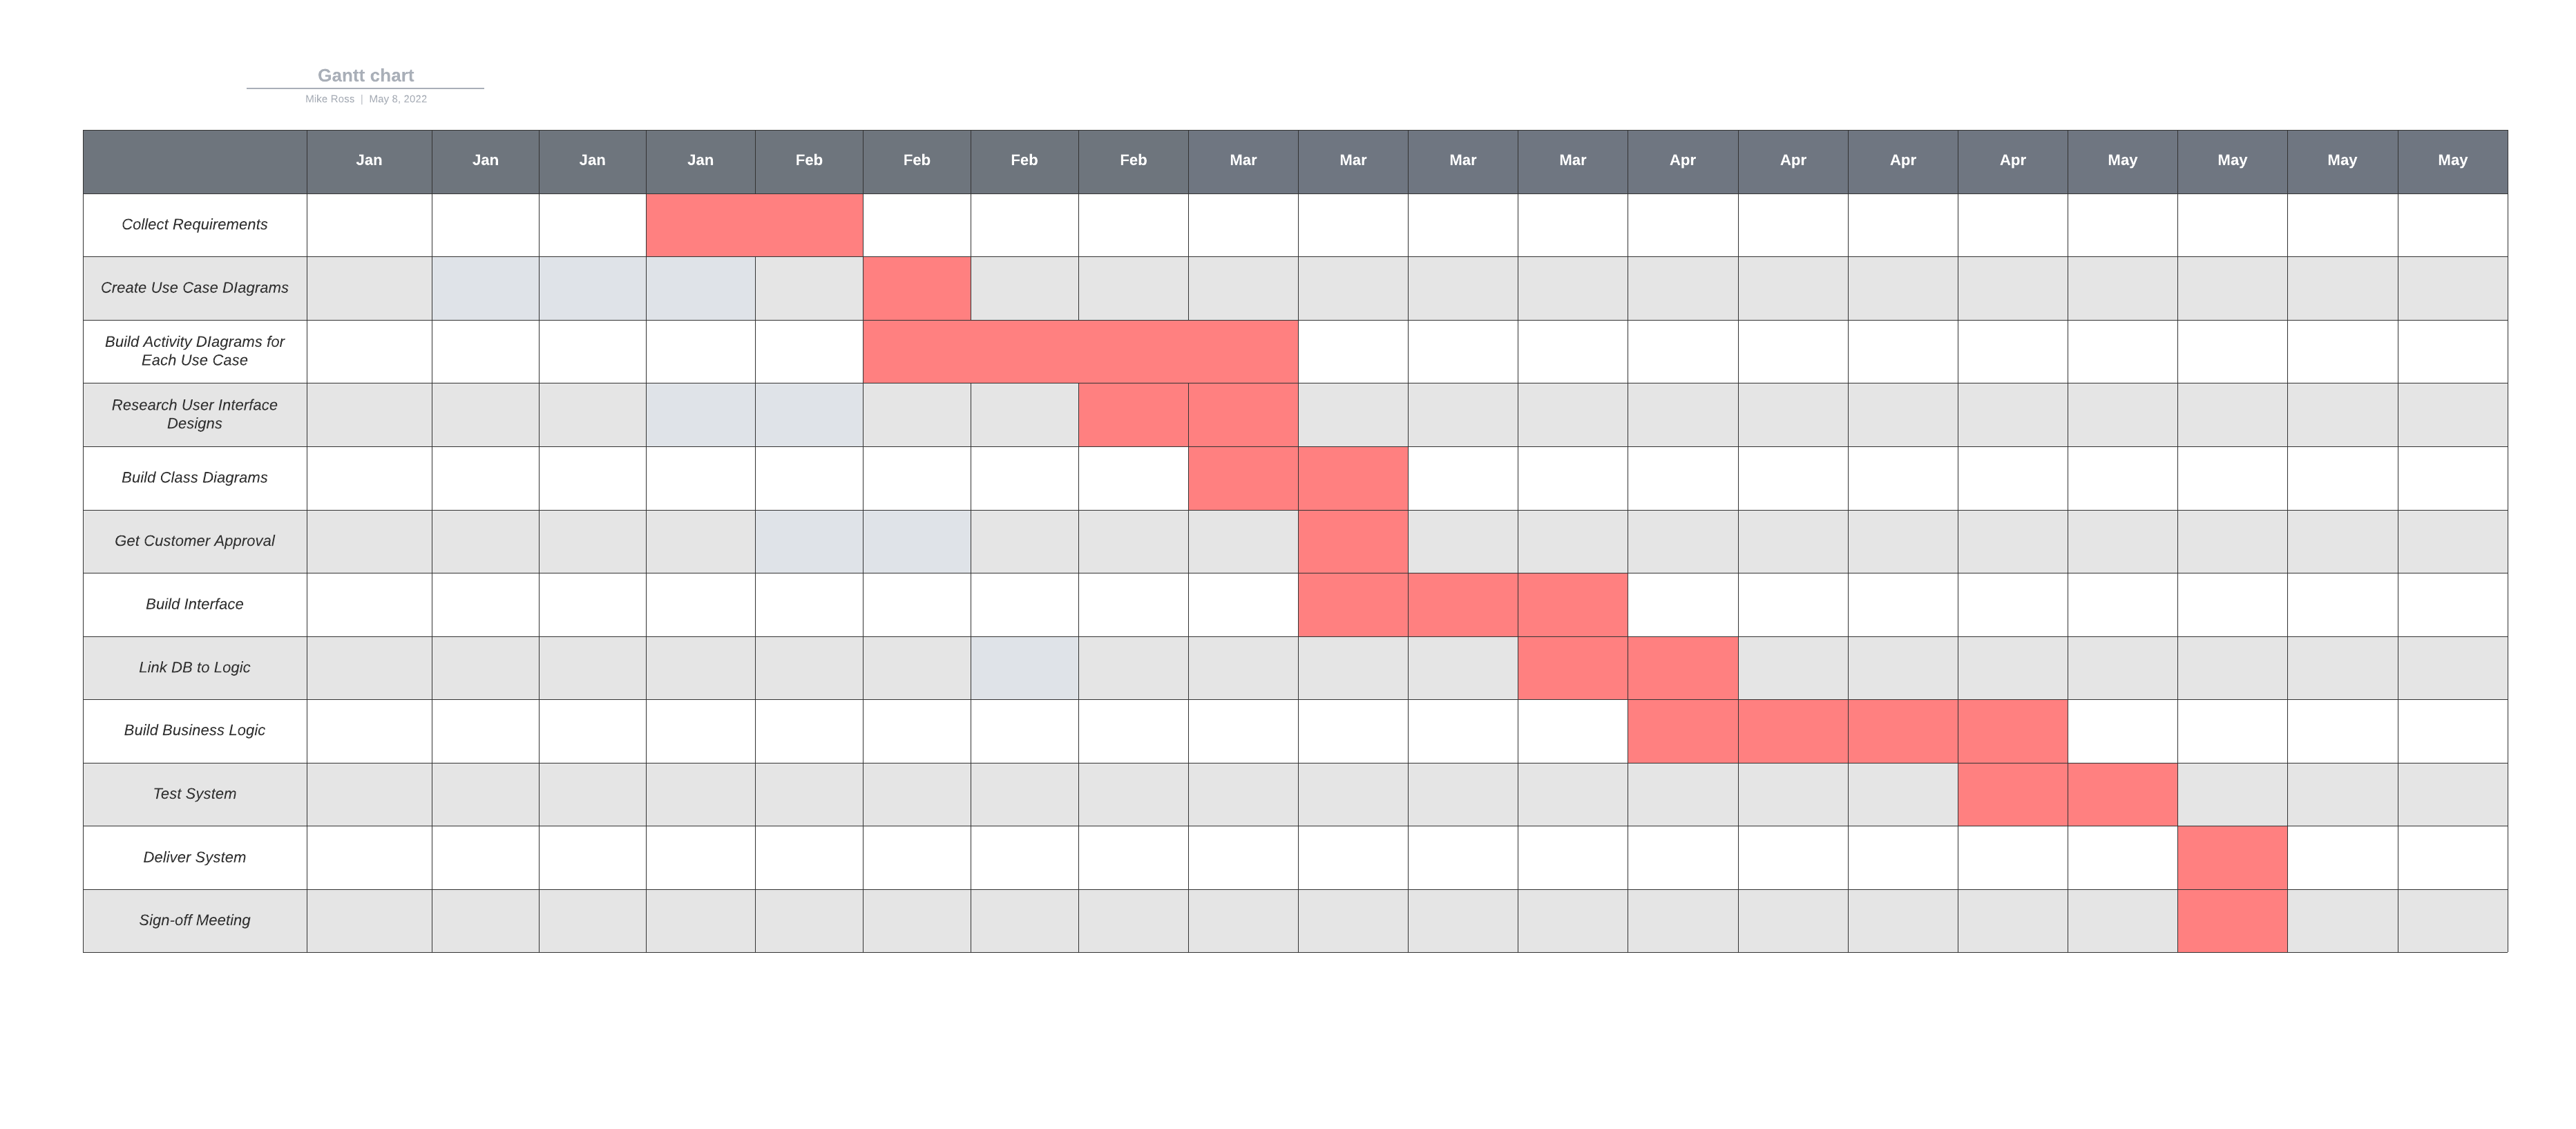 Gantt chart
Mike Ross | May 8, 2022
Jan Jan Jan Jan Feb Feb Feb Feb Mar Mar Mar Mar Apr Apr Apr Apr May May May May
Collect Requirements
Create Use Case DIagrams
Build Activity DIagrams for
Each Use Case
Research User Interface
Designs
Build Class Diagrams
Get Customer Approval
Build Interface
Link DB to Logic
Build Business Logic
Test System
Deliver System
Sign-off Meeting